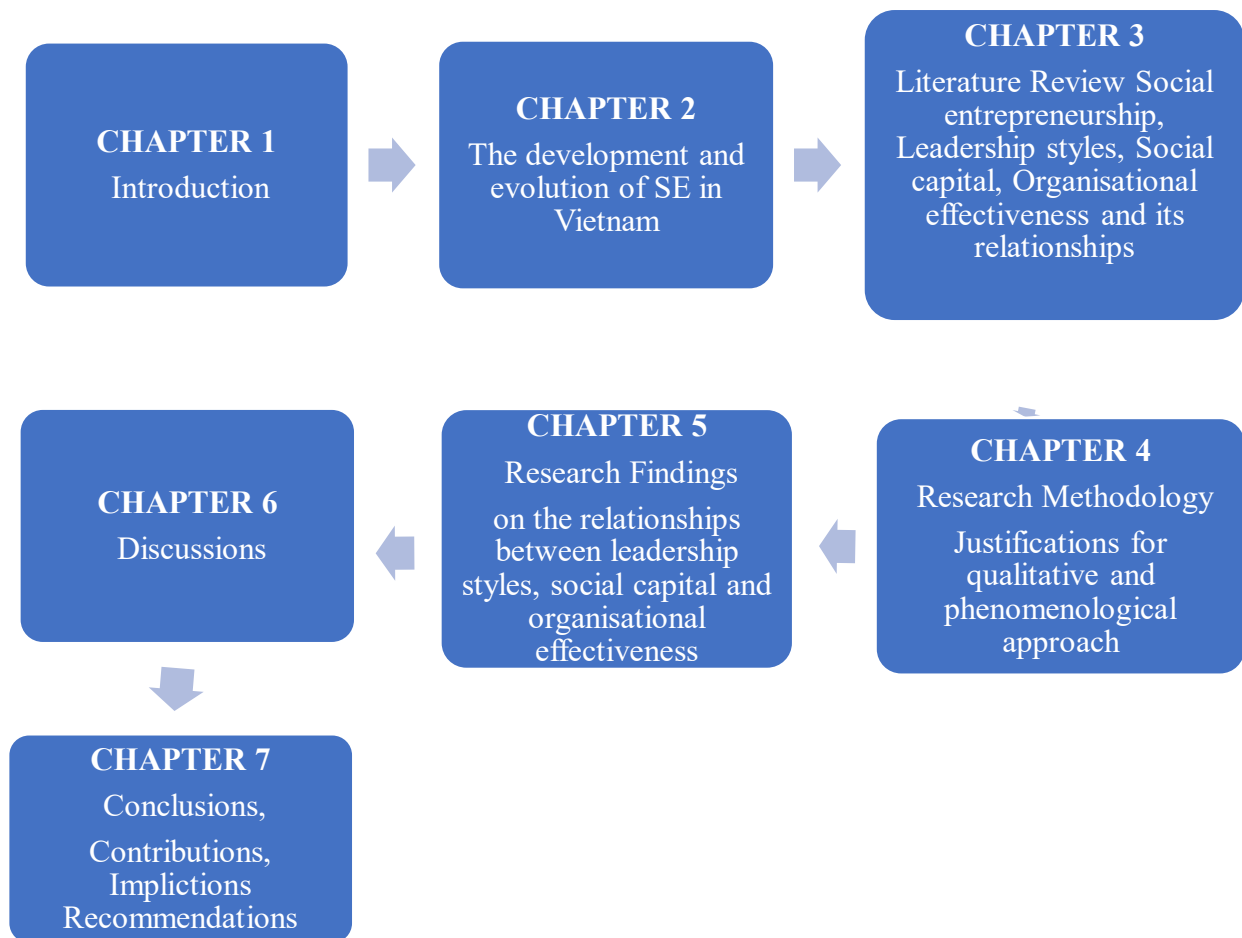 CHAPTER 1
Introduction
CHAPTER 2
The development and
evolution of SE in
Vietnam
CHAPTER 3
Literature Review Social
entrepreneurship,
Leadership styles, Social
capital, Organisational
effectiveness and its
relationships
CHAPTER 4
Research Methodology
Justifications for
qualitative and
phenomenological
approach
CHAPTER 5
Research Findings
on the relationships
between leadership
styles, social capital and
organisational
effectiveness
CHAPTER 6
Discussions
CHAPTER 7
Conclusions,
Contributions,
Implictions
Recommendations